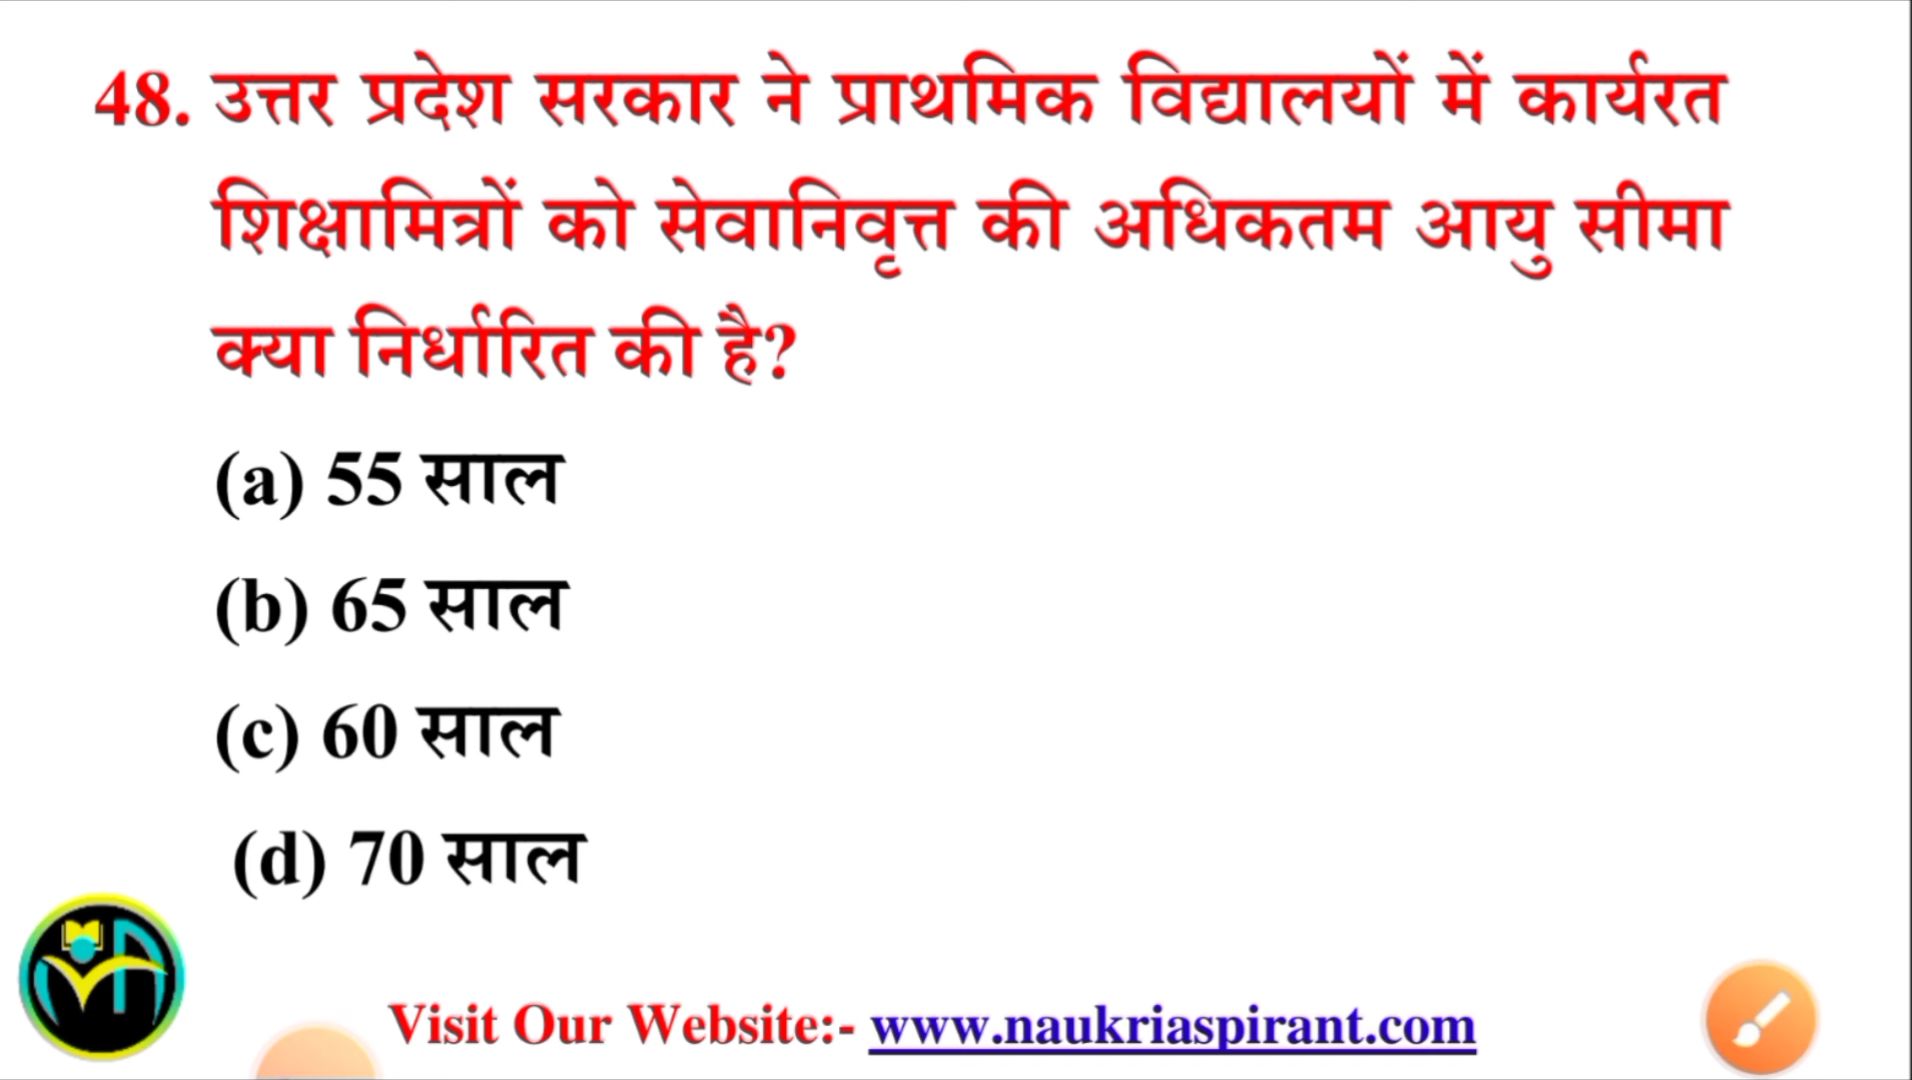 48. उत्तर प्रदेश सरकार ने प्राथमिक विद्यालयों में कार्यरत
शिक्षामित्रों को सेवानिवृत्त की अधिकतम आयु सीमा
क्या निर्धारित की है?
(a) 55 साल
(b) 65 साल
(c) 60 साल
(d) 70 साल
Visit Our Website:- www.naukriaspirant.com